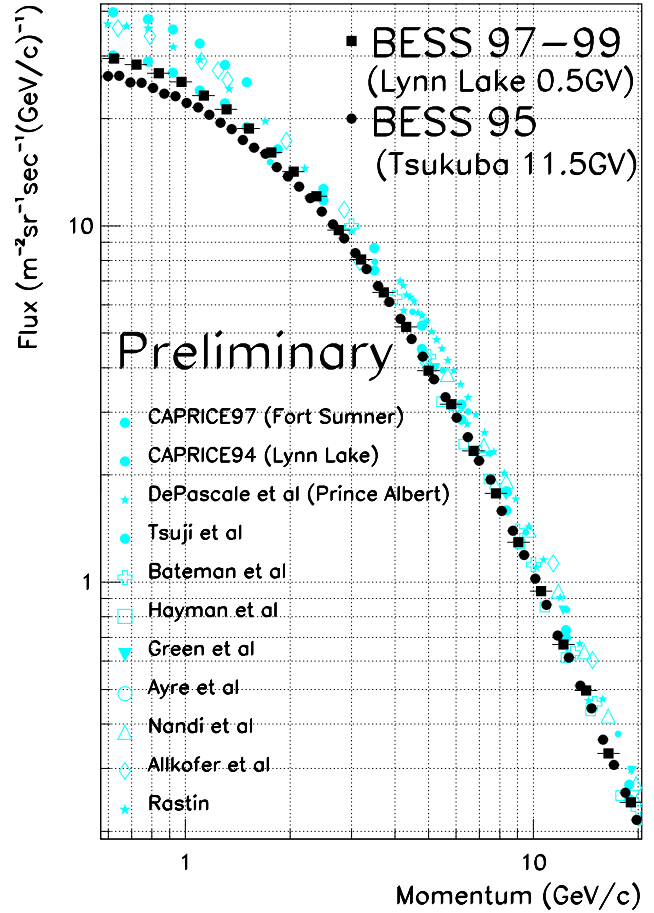 BESS 97-99
(Lynn Lake 0.5GV)
BESS 95
(Tsukuba 11.5GV)
Flux (m⁻²sr⁻¹sec⁻¹(GeV/c)⁻¹)
10
1
Preliminary
CAPRICE97 (Fort Sumner)
CAPRICE94 (Lynn Lake)
DePascale et al (Prince Albert)
Tsuji et al
Bateman et al
Hayman et al
Green et al
Ayre et al
Nandi et al
Allkofer et al
Rastin
1 10
Momentum (GeV/c)